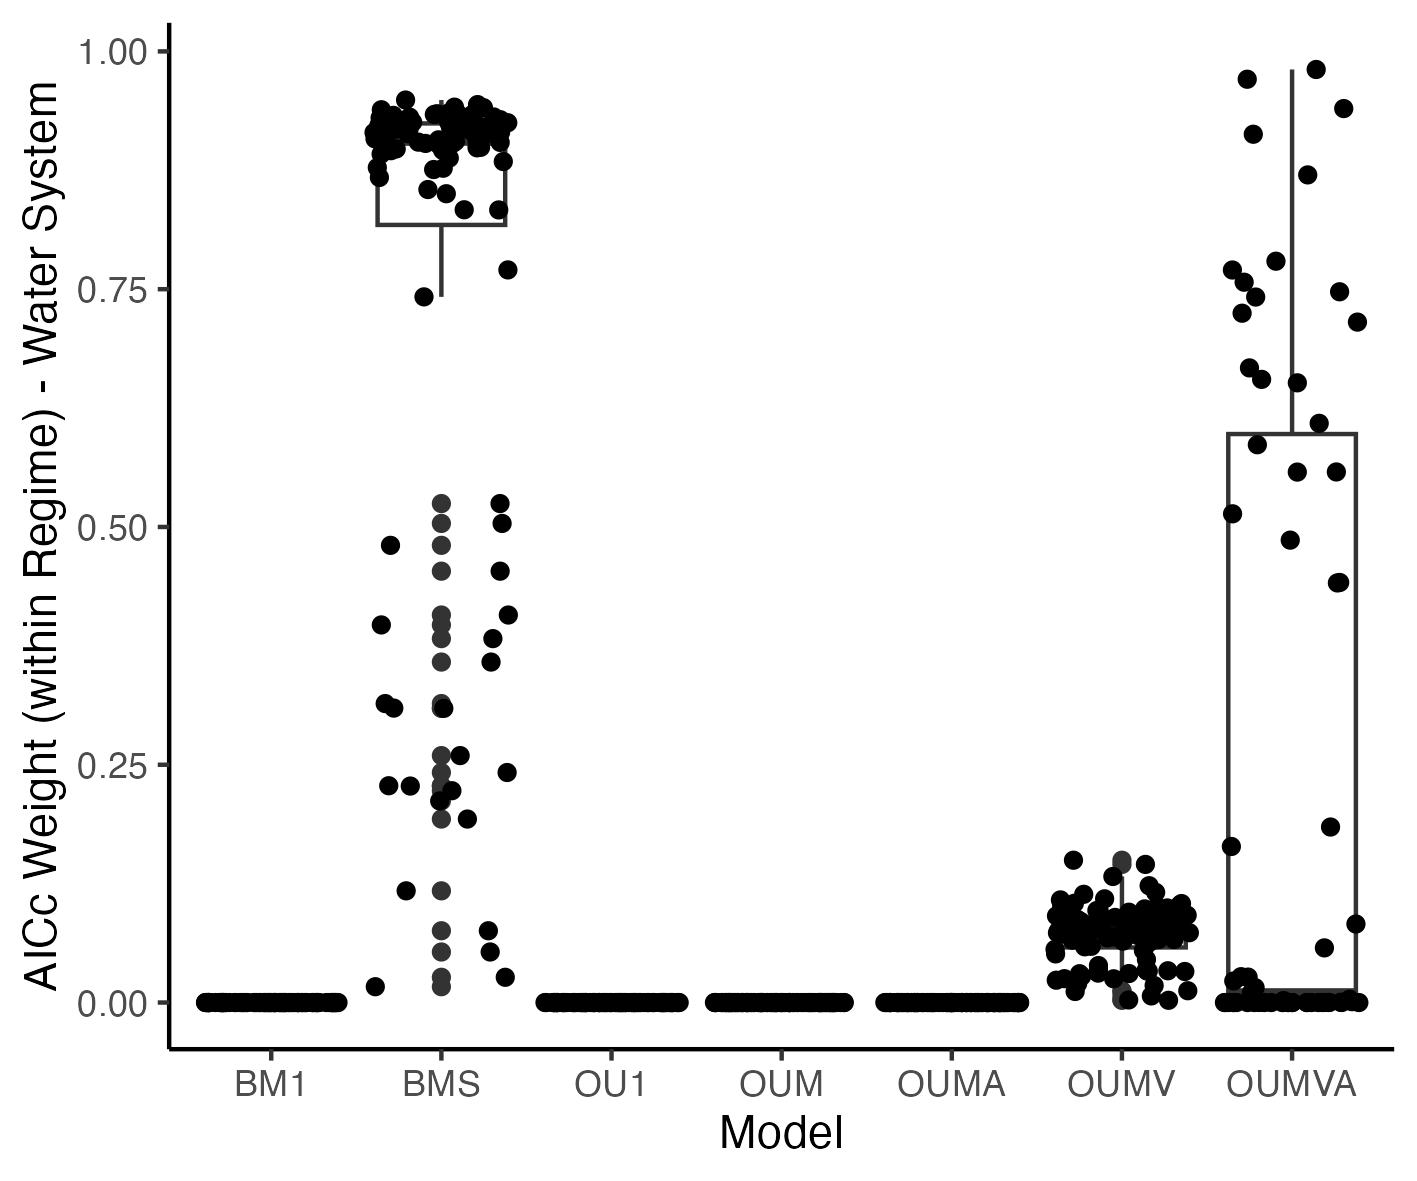 AICc Weight (within Regime) - Water System
1.00
0.75
0.50
0.25
0.00
BM1 BMS OU1 OUM OUMA OUMV OUMVA
Model